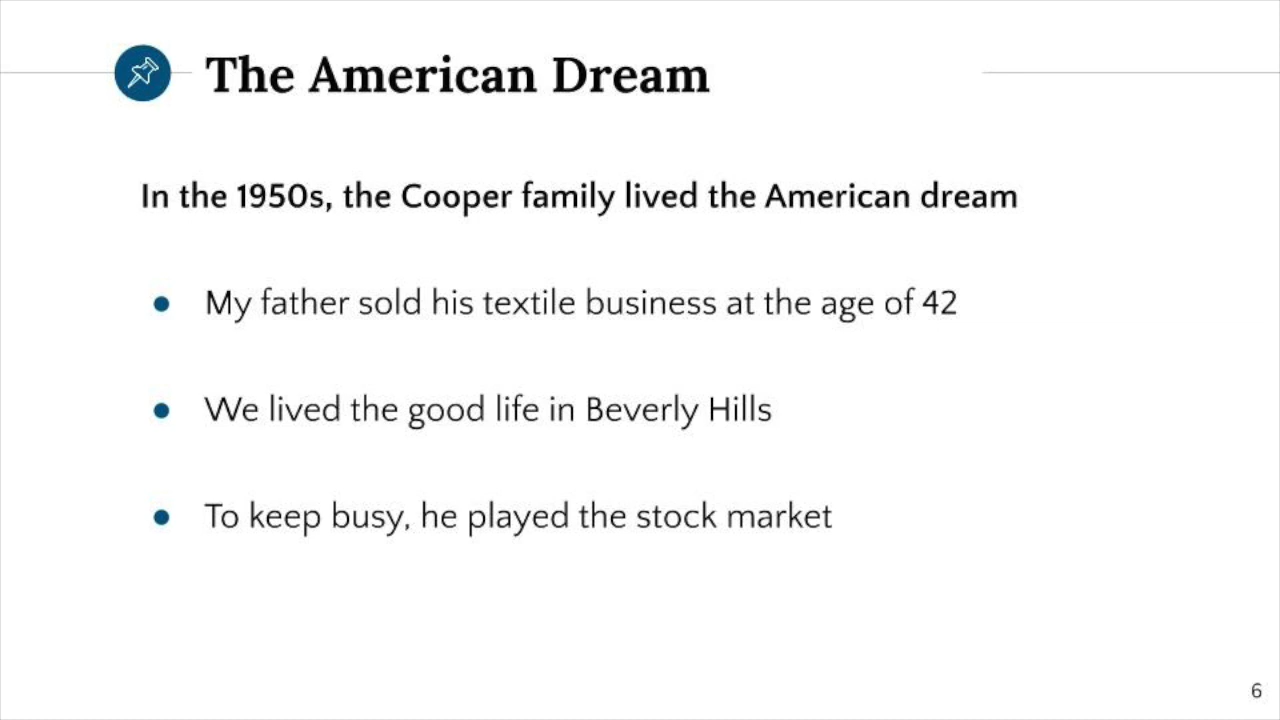 The American Dream
In the 1950s, the Cooper family lived the American dream
● My father sold his textile business at the age of 42
● We lived the good life in Beverly Hills
● To keep busy, he played the stock market
6